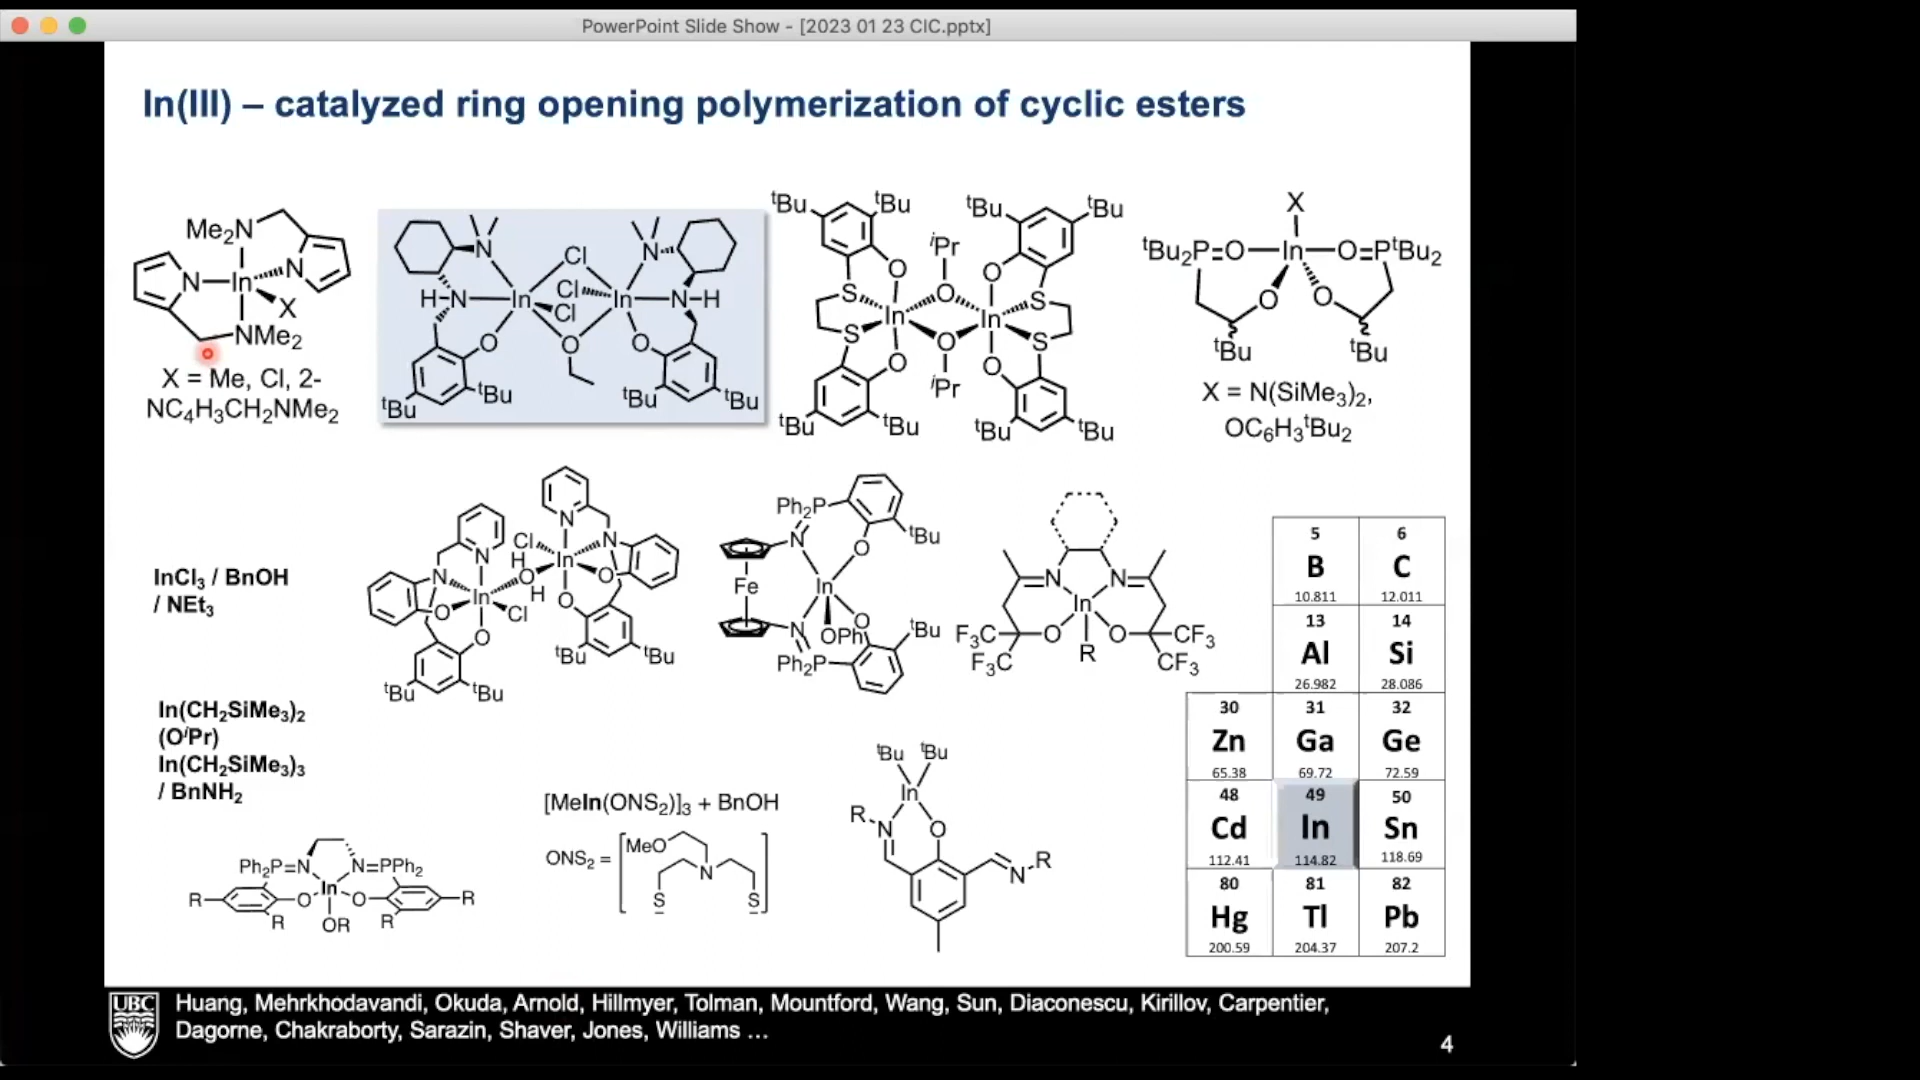 PowerPoint Slide Show - [2023 01 23 CIC.pptx]
In(III) – catalyzed ring opening polymerization of cyclic esters
Me2N
N
In
N
X
NMe2
X = Me, Cl, 2-
NC4H3CH2NMe2
N
Cl
N
H-N
In
Cl
In
N-H
Cl
O
O
O
tBu
tBu
tBu
tBu
tBu
tBu
tBu
tBu
iPr
O
O
S
O
S
In
In
S
O
S
O
O
iPr
tBu
tBu
tBu
tBu
X
tBu2P=O
In
O=PtBu2
O
O
tBu
tBu
X = N(SiMe3)2,
OC6H3tBu2
InCl3 / BnOH
/ NEt3
N
Cl
N
H
In
N
N
O
O
In
H
O
Cl
O
O
tBu
tBu
tBu
tBu
Ph2P
tBu
N
O
Fe
In
N
O
OPh
tBu
Ph2P
N
N
In
F3C
O
O
CF3
F3C
R
CF3
5 6
B C
10.811 12.011
13 14
Al Si
26.982 28.086
30 31 32
Zn Ga Ge
65.38 69.72 72.59
48 49 50
Cd In Sn
112.41 114.82 118.69
80 81 82
Hg Tl Pb
200.59 204.37 207.2
In(CH2SiMe3)2
(OiPr)
In(CH2SiMe3)3
/ BnNH2
Ph2P=N
N=PPh2
In
R
O
O
R
R
OR
R
[MeIn(ONS2)]3 + BnOH
ONS2 =
MeO
N
S
S
tBu
tBu
In
R
N
O
N
R
UBC
Huang, Mehrkhodavandi, Okuda, Arnold, Hillmyer, Tolman, Mountford, Wang, Sun, Diaconescu, Kirillov, Carpentier,
Dagorne, Chakraborty, Sarazin, Shaver, Jones, Williams ...
4